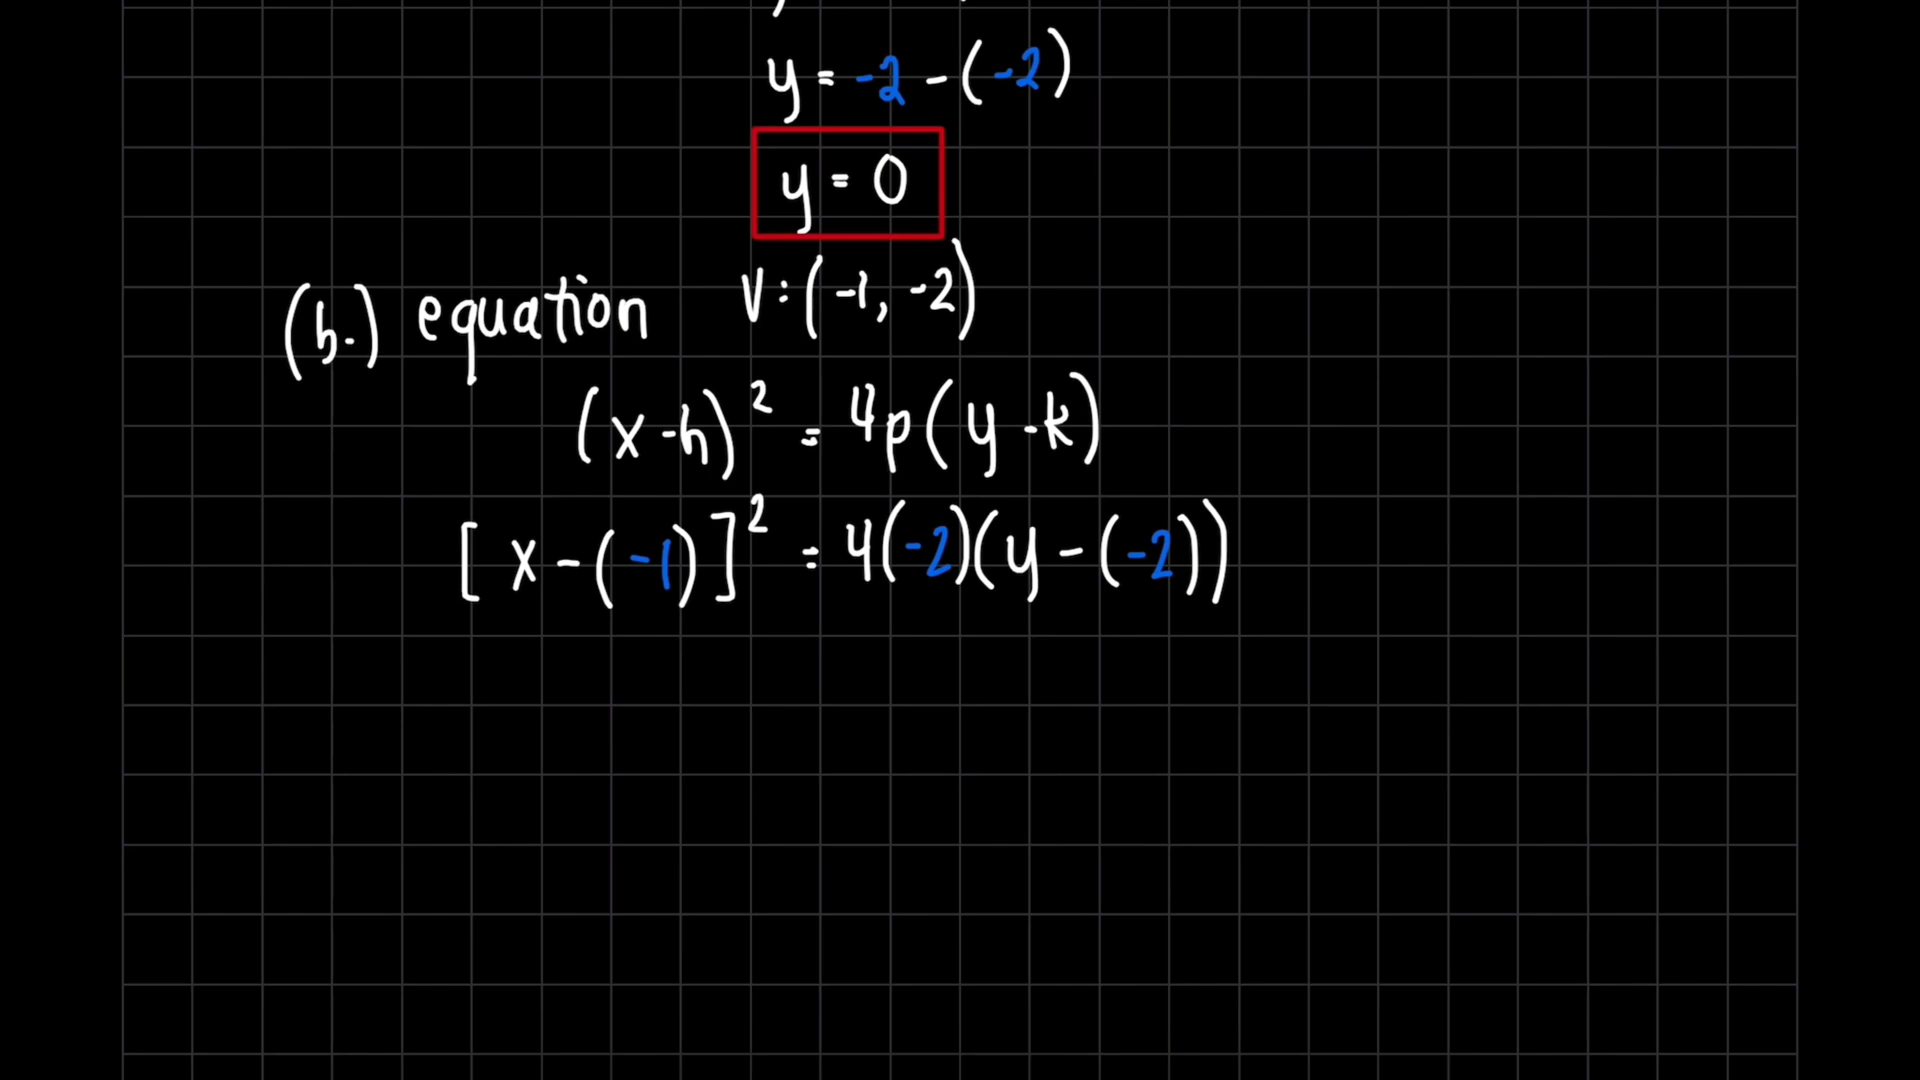 y = -2 - (-2)
y = 0
(b.) equation V: (-1, -2)
(x-h)² = 4p(y-k)
[x-(-1)]² = 4(-2)(y-(-2))